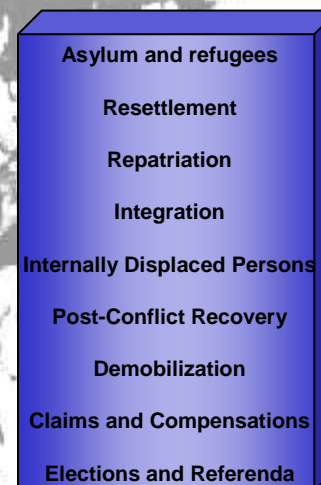 Asylum and refugees
Resettlement
Repatriation
Integration
Internally Displaced Persons
Post-Conflict Recovery
Demobilization
Claims and Compensations
Elections and Referenda